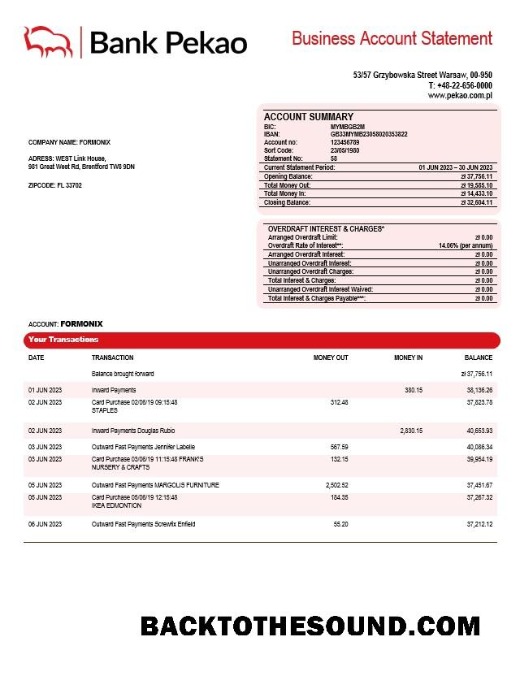 Bank Pekao
Business Account Statement
53/57 Grzybowska Street Warsaw, 00-950
T: +48-22-656-0000
www.pekao.com.pl
ACCOUNT SUMMARY
BIC: MYMBGB2M
IBAN: GB33MYMB23058020353822
Account no: 123456789
Sort Code: 23/05/1980
Statement No: 58
Current Statement Period: 01 JUN 2023 – 30 JUN 2023
Opening Balance: zł 37,756.11
Total Money Out: zł 19,585.10
Total Money In: zł 14,433.10
Closing Balance: zł 32,604.11
COMPANY NAME: FORMONIX
ADRESS: WEST Link House,
981 Great West Rd, Brentford TW8 9DN
ZIPCODE: FL 33702
OVERDRAFT INTEREST & CHARGES*
Arranged Overdraft Limit: zł 0.00
Overdraft Rate of Interest**: 14.06% (per annum)
Arranged Overdraft Interest: zł 0.00
Unarranged Overdraft Interest: zł 0.00
Unarranged Overdraft Charges: zł 0.00
Total Interest & Charges: zł 0.00
Unarranged Overdraft Interest Waived: zł 0.00
Total Interest & Charges Payable***: zł 0.00
ACCOUNT: FORMONIX
Your Transactions
DATE TRANSACTION MONEY OUT MONEY IN BALANCE
Balance brought forward zł 37,756.11
01 JUN 2023 Inward Payments 380.15 38,136.26
02 JUN 2023 Card Purchase 02/06/19 09:15:48 312.48 37,823.78
STAPLES
02 JUN 2023 Inward Payments Douglas Rubio 2,830.15 40,653.93
03 JUN 2023 Outward Fast Payments Jennifer Labelle 567.59 40,086.34
03 JUN 2023 Card Purchase 03/06/19 11:15:48 FRANK'S 132.15 39,954.19
NURSERY & CRAFTS
05 JUN 2023 Outward Fast Payments MARGOLIS FURNITURE 2,502.52 37,451.67
05 JUN 2023 Card Purchase 05/06/19 12:15:48 184.35 37,267.32
IKEA EDMONTION
06 JUN 2023 Outward Fast Payments Screwfix Enfield 55.20 37,212.12
BACKTOTHESOUND.COM